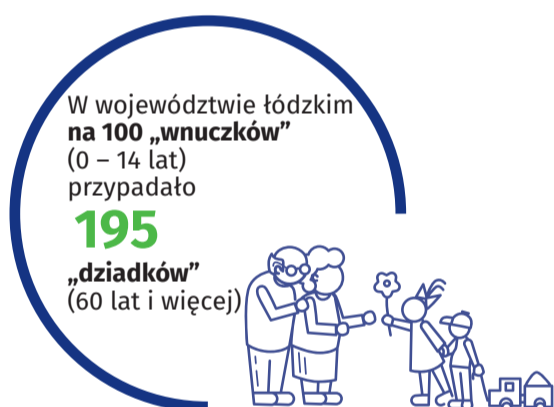 W województwie łódzkim
na 100 „wnuczków”
(0 – 14 lat)
przypadało
195
„dziadków”
(60 lat i więcej)